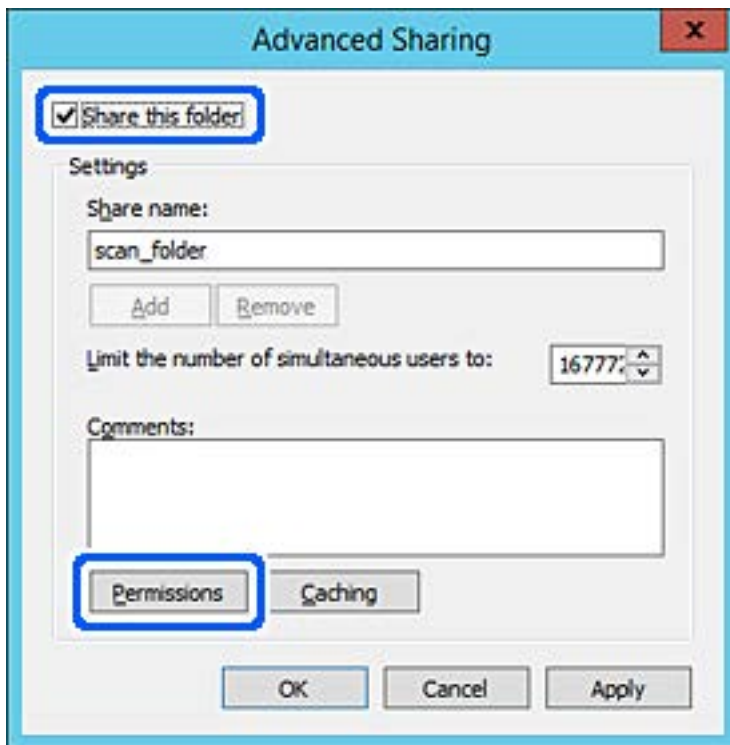 Advanced Sharing
x
Share this folder
Settings
Share name:
scan_folder
Add Remove
Limit the number of simultaneous users to:
Comments:
Permissions Caching
OK Cancel Apply